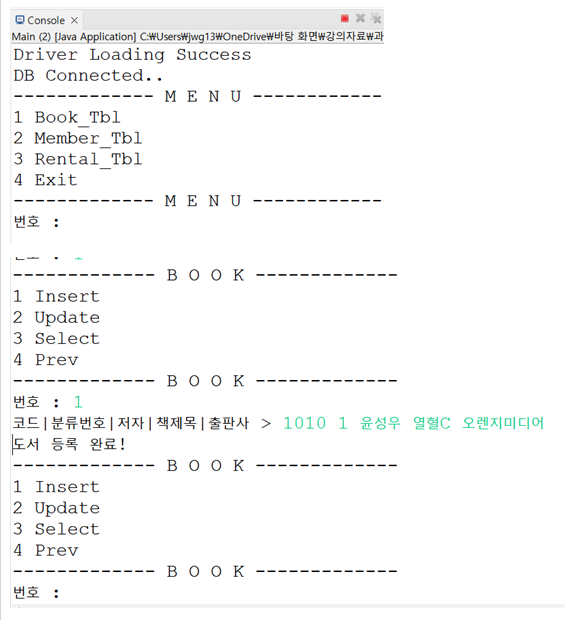 Console
Main (2) [Java Application] C:₩Users₩jwg13₩OneDrive₩바탕 화면₩강의자료₩과
Driver Loading Success
DB Connected..
------------- M E N U ------------
1 Book_Tbl
2 Member_Tbl
3 Rental_Tbl
4 Exit
------------- M E N U ------------
번호 :
------------- B O O K -------------
1 Insert
2 Update
3 Select
4 Prev
------------- B O O K -------------
번호 : 1
코드|분류번호|저자|책제목|출판사 > 1010 1 윤성우 열혈C 오렌지미디어
도서 등록 완료!
------------- B O O K -------------
1 Insert
2 Update
3 Select
4 Prev
------------- B O O K -------------
번호 :